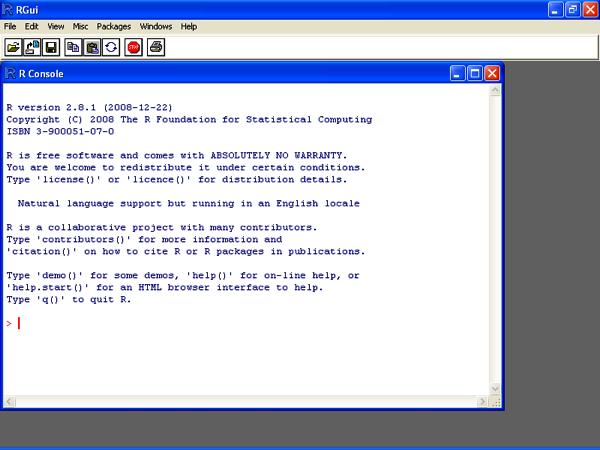 RGui
File Edit View Misc Packages Windows Help
STOP
R Console
R version 2.8.1 (2008-12-22)
Copyright (C) 2008 The R Foundation for Statistical Computing
ISBN 3-900051-07-0
R is free software and comes with ABSOLUTELY NO WARRANTY.
You are welcome to redistribute it under certain conditions.
Type 'license()' or 'licence()' for distribution details.
Natural language support but running in an English locale
R is a collaborative project with many contributors.
Type 'contributors()' for more information and
'citation()' on how to cite R or R packages in publications.
Type 'demo()' for some demos, 'help()' for on-line help, or
'help.start()' for an HTML browser interface to help.
Type 'q()' to quit R.
>